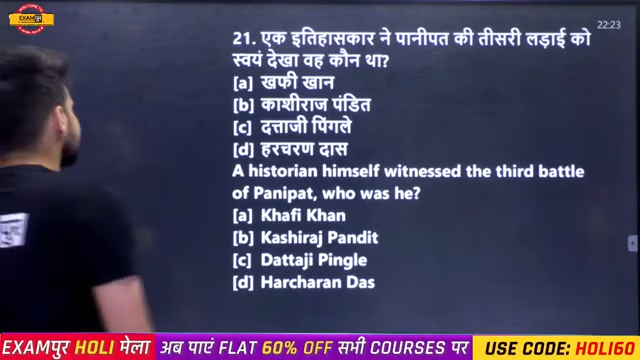 WELCOME TO
EXAMपुर
22:23
21. एक इतिहासकार ने पानीपत की तीसरी लड़ाई को
स्वयं देखा वह कौन था?
[a] खफी खान
[b] काशीराज पंडित
[c] दत्ताजी पिंगले
[d] हरचरण दास
A historian himself witnessed the third battle
of Panipat, who was he?
[a] Khafi Khan
[b] Kashiraj Pandit
[c] Dattaji Pingle
[d] Harcharan Das
EXAMपुर HOLI मेला अब पाएं FLAT 60% OFF सभी COURSES पर USE CODE: HOLI60